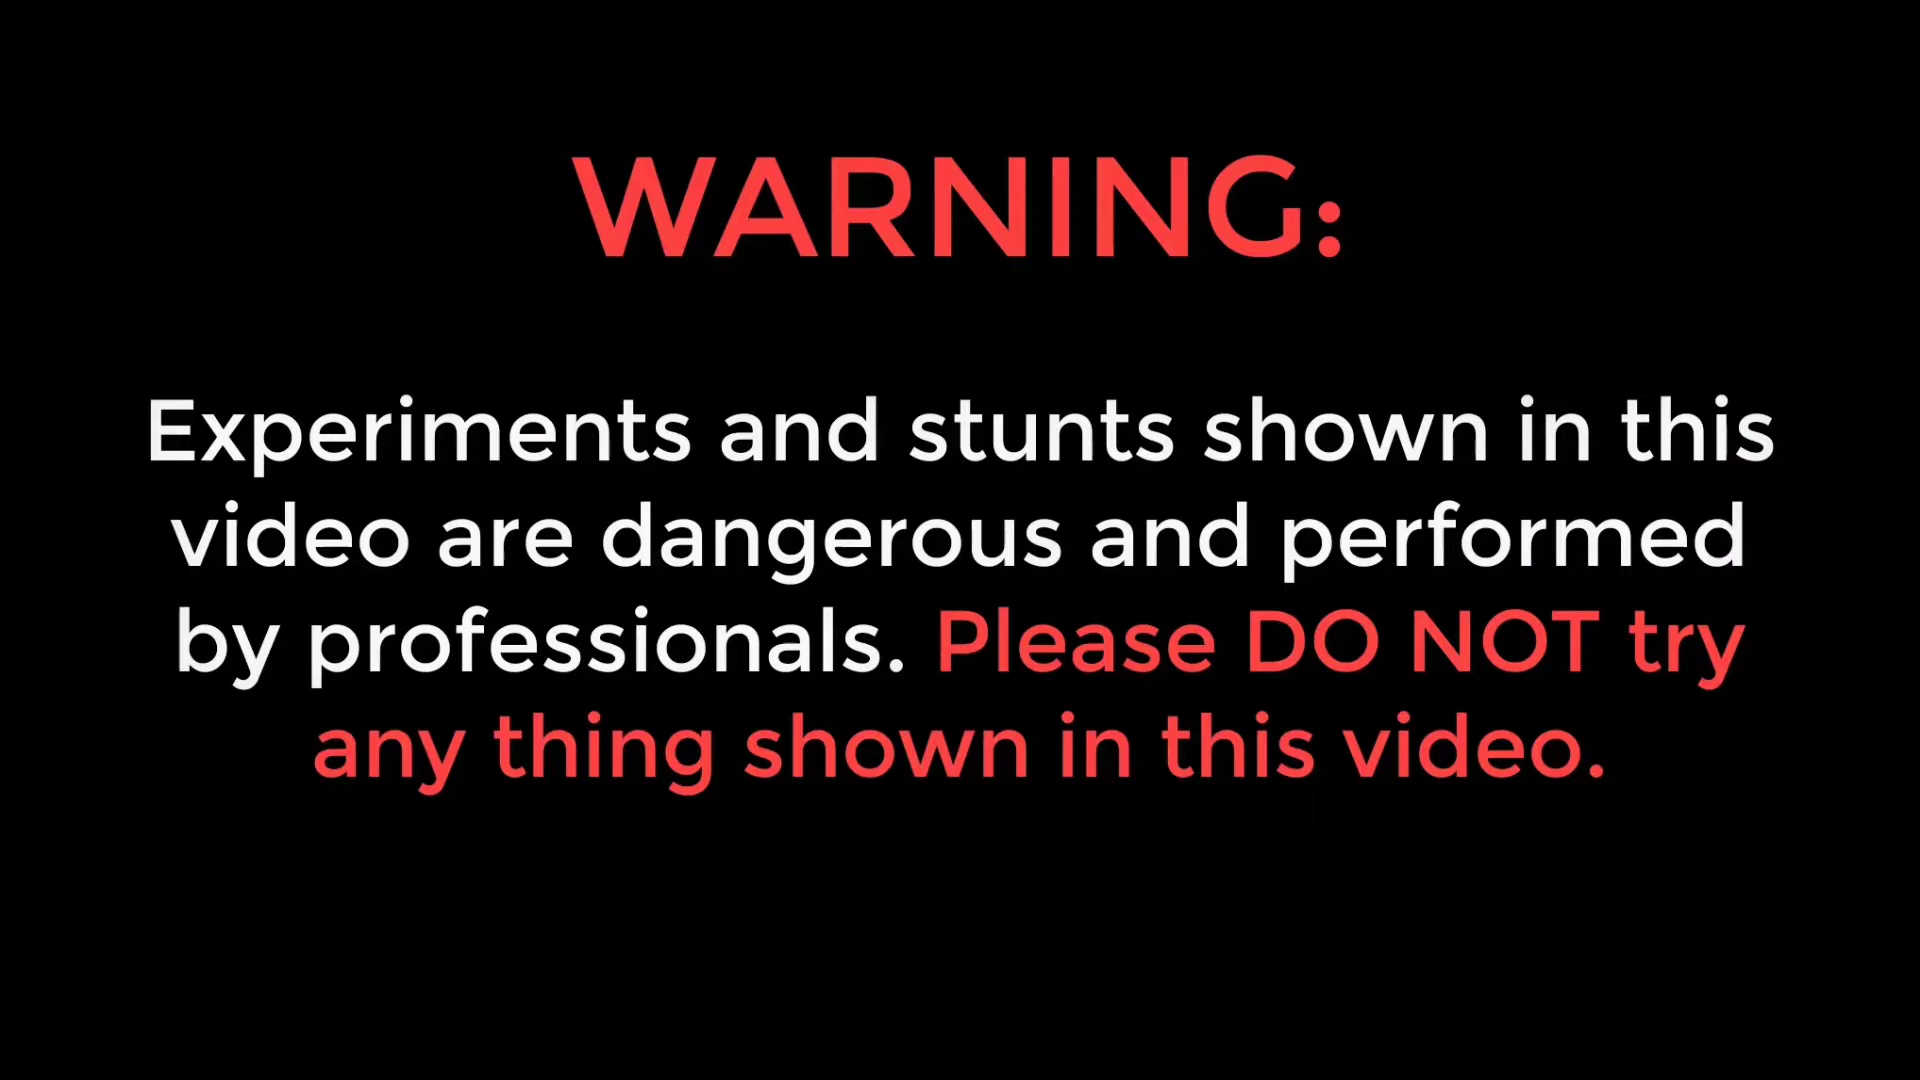 WARNING:
Experiments and stunts shown in this
video are dangerous and performed
by professionals. Please DO NOT try
any thing shown in this video.